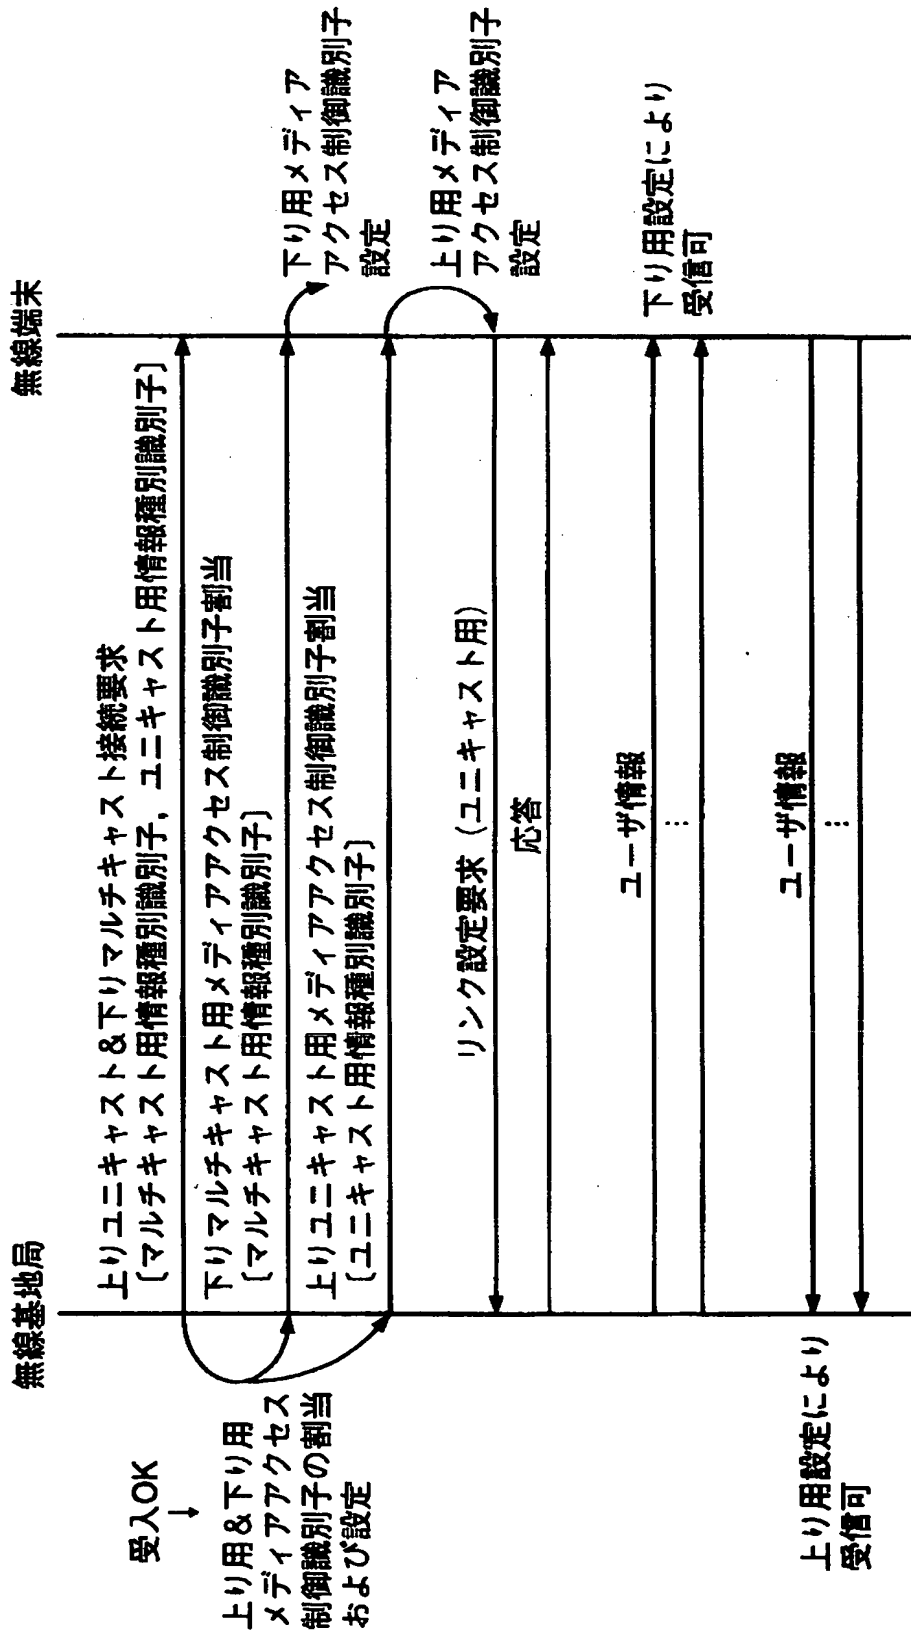 無線基地局
無線端末
受入OK
↓
上り用&下り用
メディアアクセス
制御識別子の割当
および設定
上りユニキャスト&下りマルチキャスト接続要求
〔マルチキャスト用情報種別識別子，ユニキャスト用情報種別識別子〕
下りマルチキャスト用メディアアクセス制御識別子割当
〔マルチキャスト用情報種別識別子〕
下り用メディア
アクセス制御識別子
設定
上りユニキャスト用メディアアクセス制御識別子割当
〔ユニキャスト用情報種別識別子〕
上り用メディア
アクセス制御識別子
設定
リンク設定要求（ユニキャスト用）
応答
ユーザ情報
…
下り用設定により
受信可
ユーザ情報
…
上り用設定により
受信可